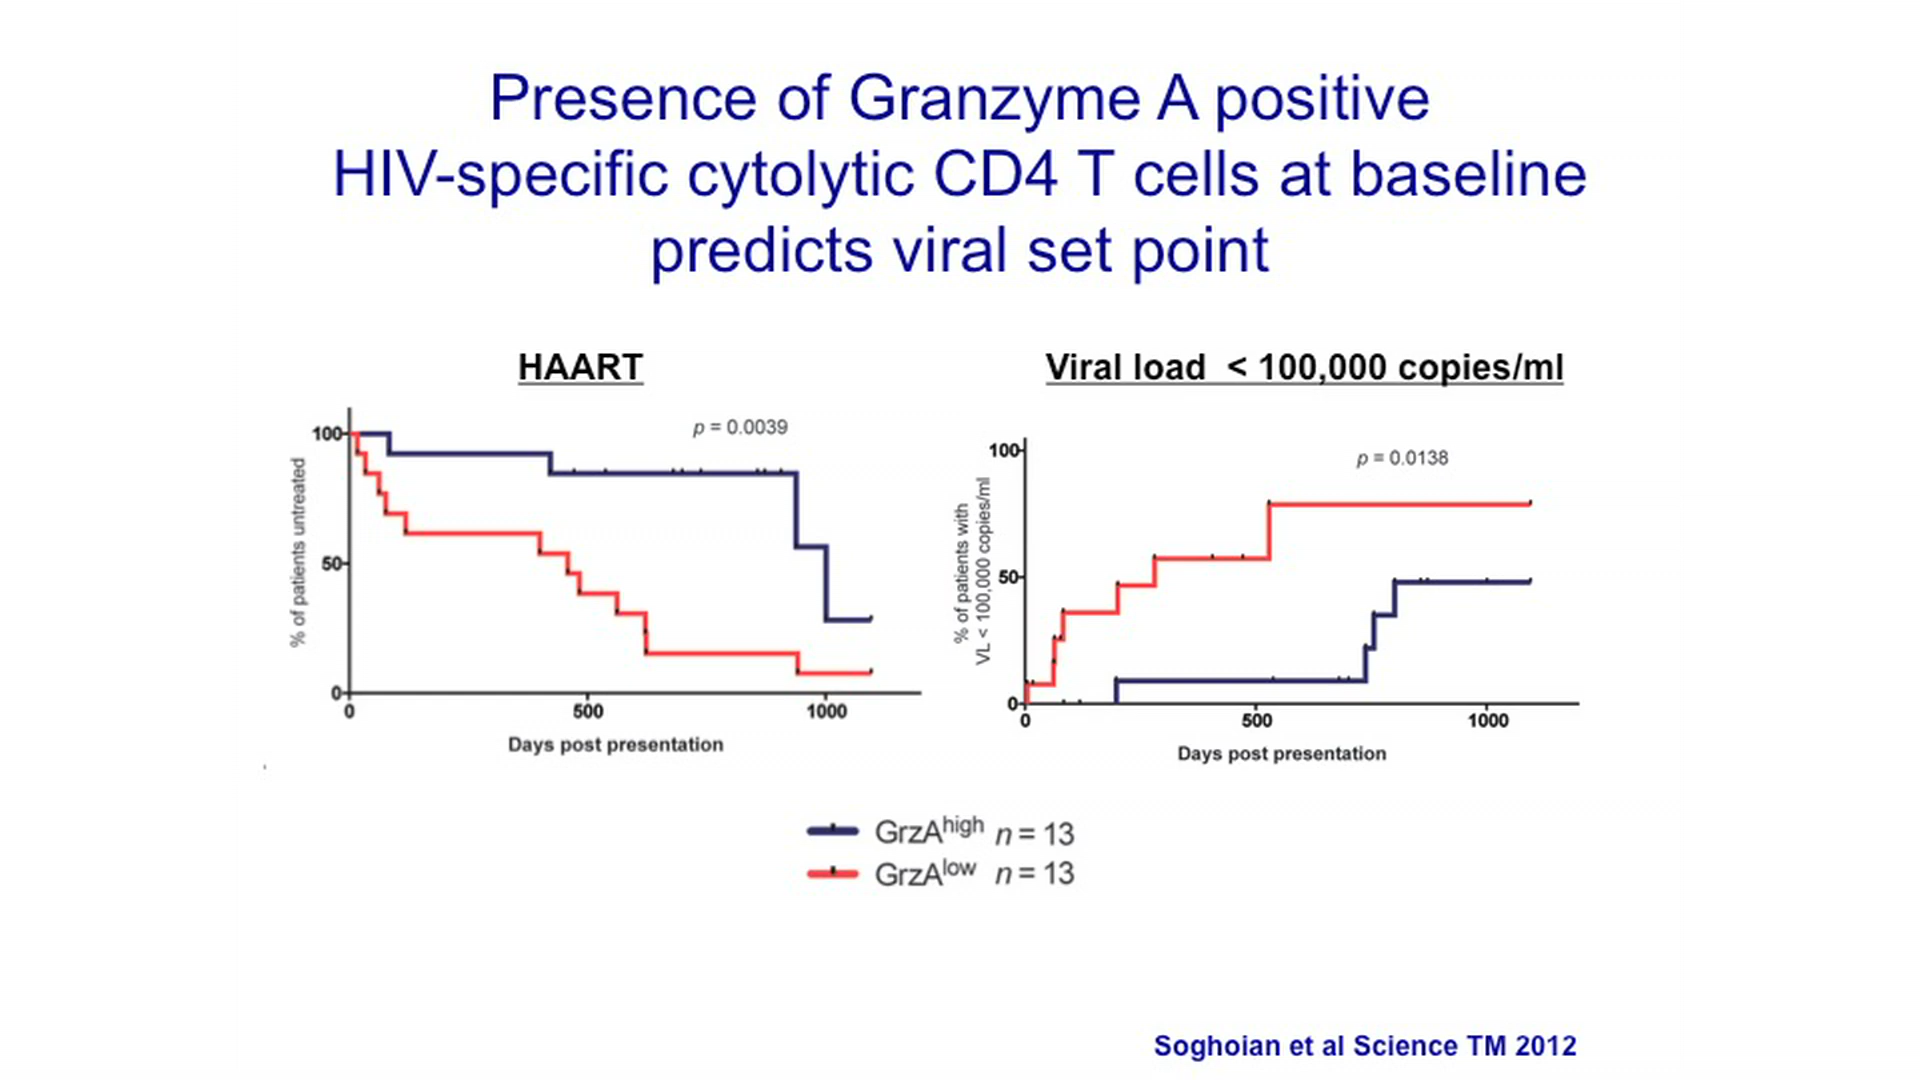 Presence of Granzyme A positive
HIV-specific cytolytic CD4 T cells at baseline
predicts viral set point
HAART
% of patients untreated
100
50
0
p = 0.0039
0 500 1000
Days post presentation
Viral load < 100,000 copies/ml
% of patients with
VL < 100,000 copies/ml
100
50
0
p = 0.0138
0 500 1000
Days post presentation
GrzAhigh n = 13
GrzAlow n = 13
Soghoian et al Science TM 2012